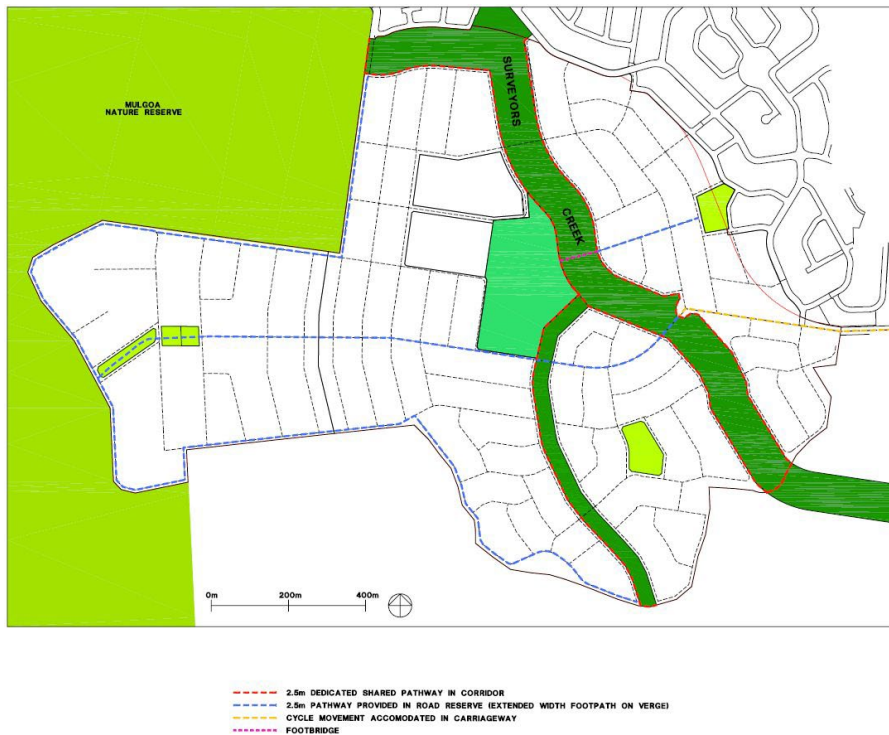 MULGOA
NATURE RESERVE
SURVEYORS
CREEK
0m 200m 400m
2.5m DEDICATED SHARED PATHWAY IN CORRIDOR
2.5m PATHWAY PROVIDED IN ROAD RESERVE (EXTENDED WIDTH FOOTPATH ON VERGE)
CYCLE MOVEMENT ACCOMODATED IN CARRIAGEWAY
FOOTBRIDGE